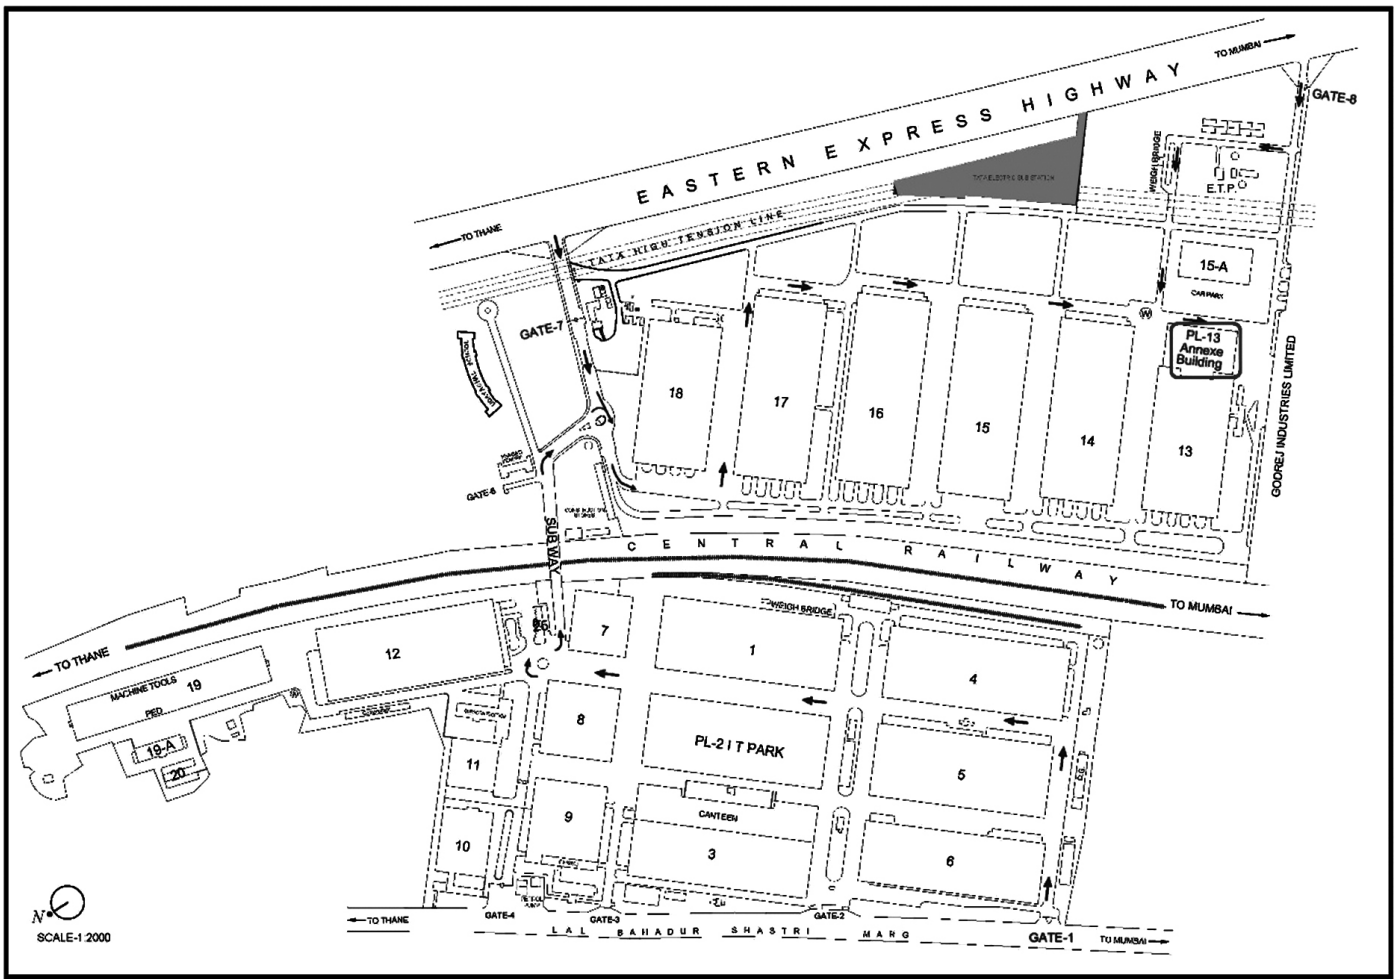 TO MUMBAI
EASTERN EXPRESS HIGHWAY
GATE-8
WEIGH BRIDGE
TATA ELECTRIC SUB STATION
E.T.P.
TO THANE
TATA HIGH TENSION LINE
15-A
CAR PARK
GATE-7
W
PL-13
Annexe
Building
GODREJ INDUSTRIES LIMITED
18
17
16
15
14
13
GATE-6
SUBWAY
CENTRAL RAILWAY
TO MUMBAI
WEIGH BRIDGE
TO THANE
12
7
1
4
MACHINE TOOLS
19
PED
8
PL-2 I T PARK
19-A
20
11
5
CANTEEN
9
10
3
6
N
SCALE-1:2000
TO THANE
GATE-4
GATE-3
GATE-2
GATE-1
LAL BAHADUR SHASTRI MARG
TO MUMBAI